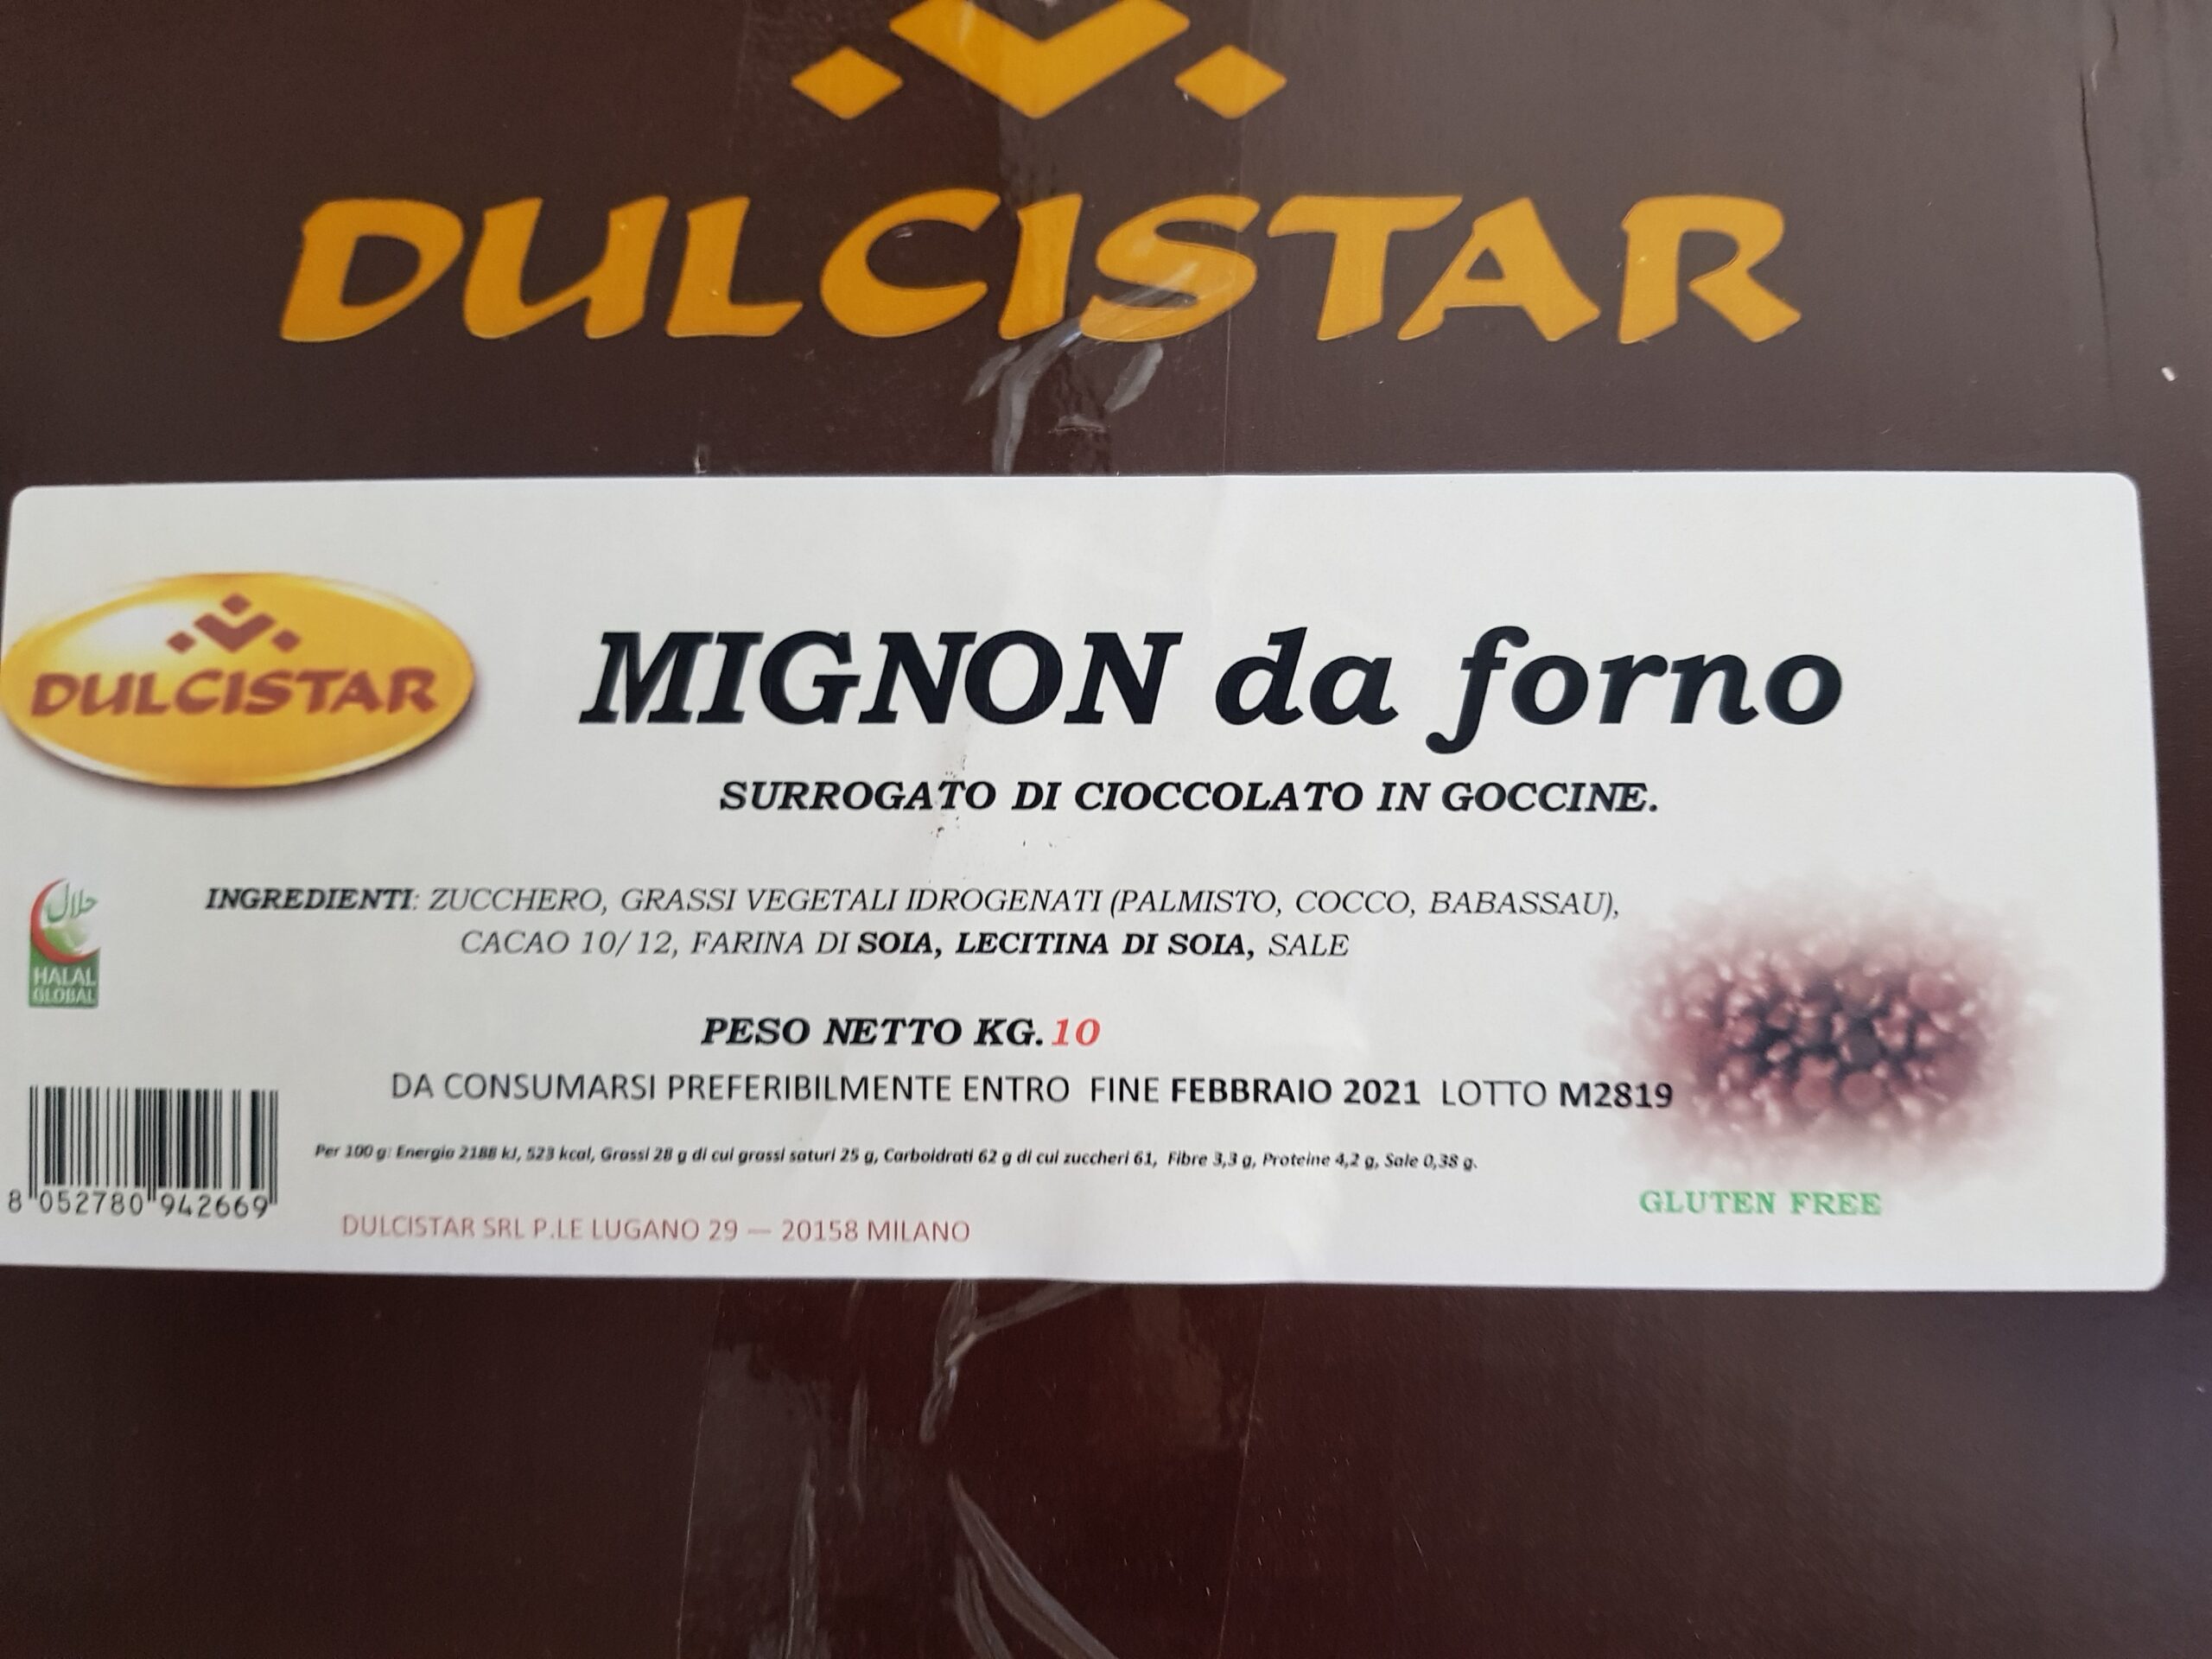 DULCISTAR
DULCISTAR
MIGNON da forno
SURROGATO DI CIOCCOLATO IN GOCCINE.
حلال
HALAL
GLOBAL
INGREDIENTI: ZUCCHERO, GRASSI VEGETALI IDROGENATI (PALMISTO, COCCO, BABASSAU),
CACAO 10/12, FARINA DI SOIA, LECITINA DI SOIA, SALE
PESO NETTO KG.10
DA CONSUMARSI PREFERIBILMENTE ENTRO FINE FEBBRAIO 2021 LOTTO M2819
Per 100 g: Energia 2188 kJ, 523 kcal, Grassi 28 g di cui grassi saturi 25 g, Carboidrati 62 g di cui zuccheri 61, Fibre 3,3 g, Proteine 4,2 g, Sale 0,38 g.
8 052780 942669
GLUTEN FREE
DULCISTAR SRL P.LE LUGANO 29 — 20158 MILANO